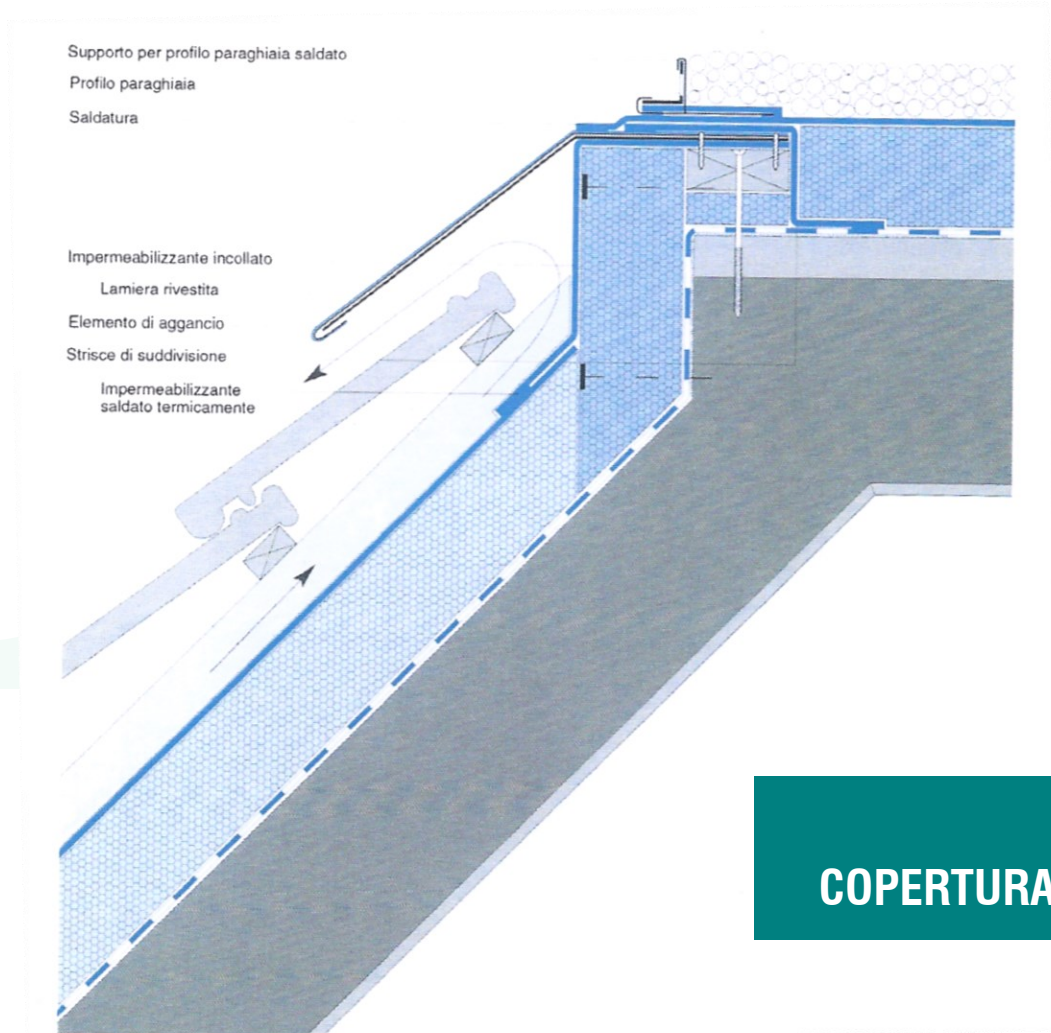 Supporto per profilo paraghiaia saldato
Profilo paraghiaia
Saldatura
Impermeabilizzante incollato
Lamiera rivestita
Elemento di aggancio
Strisce di suddivisione
Impermeabilizzante
saldato termicamente
COPERTURA